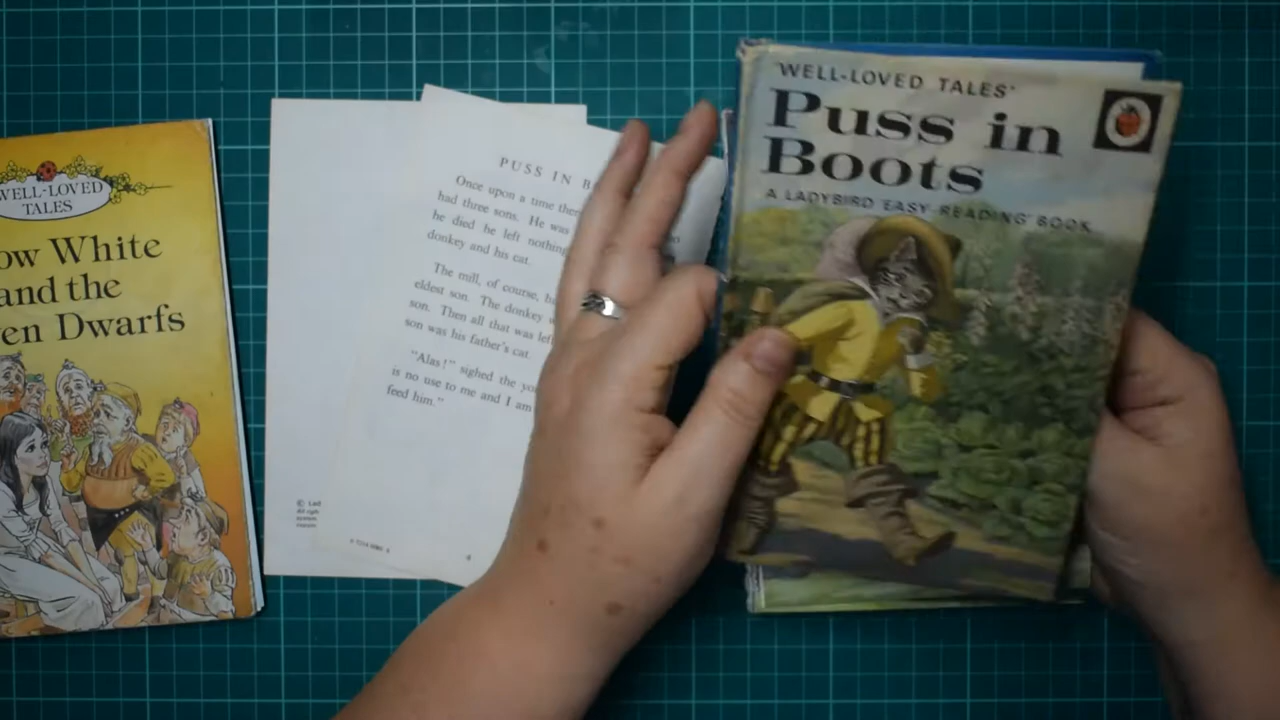 WELL-LOVED
TALES
ow White
and the
en Dwarfs
PUSS IN B
Once upon a time ther
had three sons. He was
he died he left nothing
donkey and his cat.
The mill, of course,
eldest son. The donkey
son. Then all that was left
son was his father's cat.
"Alas!" sighed the yo
is no use to me and I am
feed him."
4
'WELL-LOVED TALES'
Puss in
Boots
A LADYBIRD 'EASY-READING' BOOK